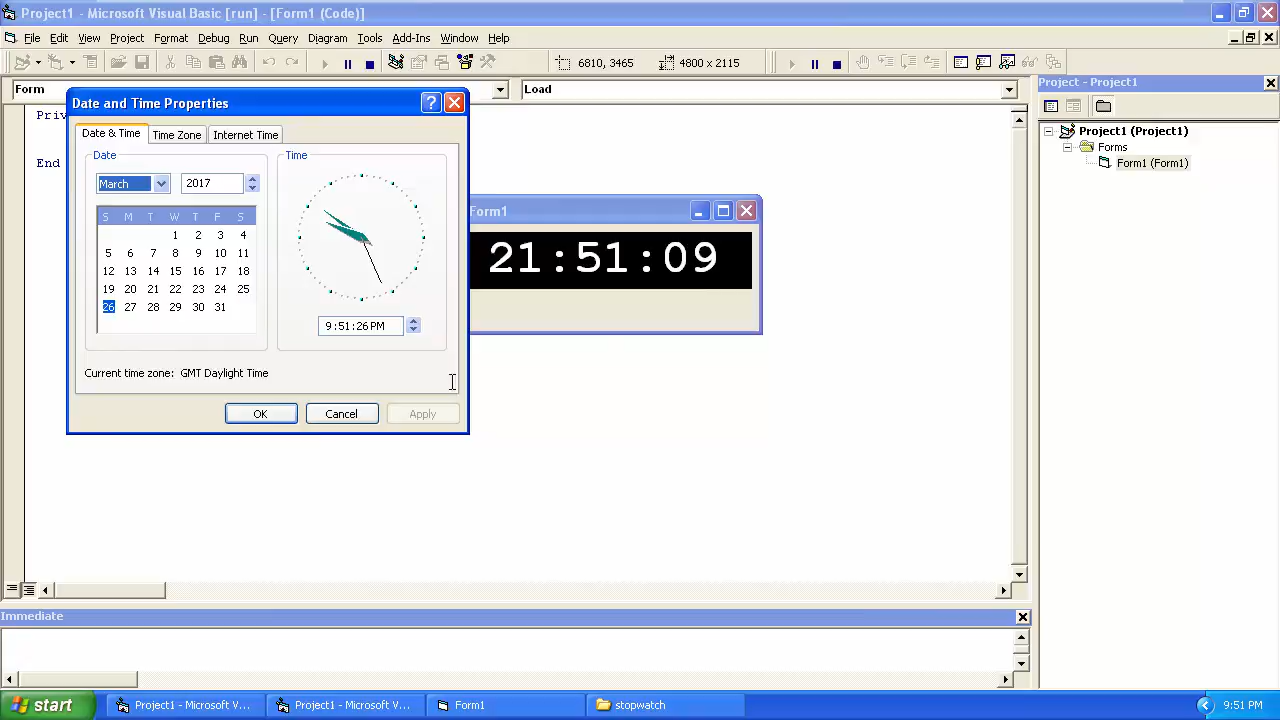 Project1 - Microsoft Visual Basic [run] - [Form1 (Code)]
File Edit View Project Format Debug Run Query Diagram Tools Add-Ins Window Help
6810, 3465 4800 x 2115
Form Load
Project - Project1
Priv
End
Date and Time Properties
Date & Time Time Zone Internet Time
Date Time
March 2017
S M T W T F S
1 2 3 4
5 6 7 8 9 10 11
12 13 14 15 16 17 18
19 20 21 22 23 24 25
26 27 28 29 30 31
9:51:26 PM
Current time zone: GMT Daylight Time
OK Cancel Apply
Form1
21:51:09
Project1 (Project1)
Forms
Form1 (Form1)
Immediate
start Project1 - Microsoft V... Project1 - Microsoft V... Form1 stopwatch 9:51 PM